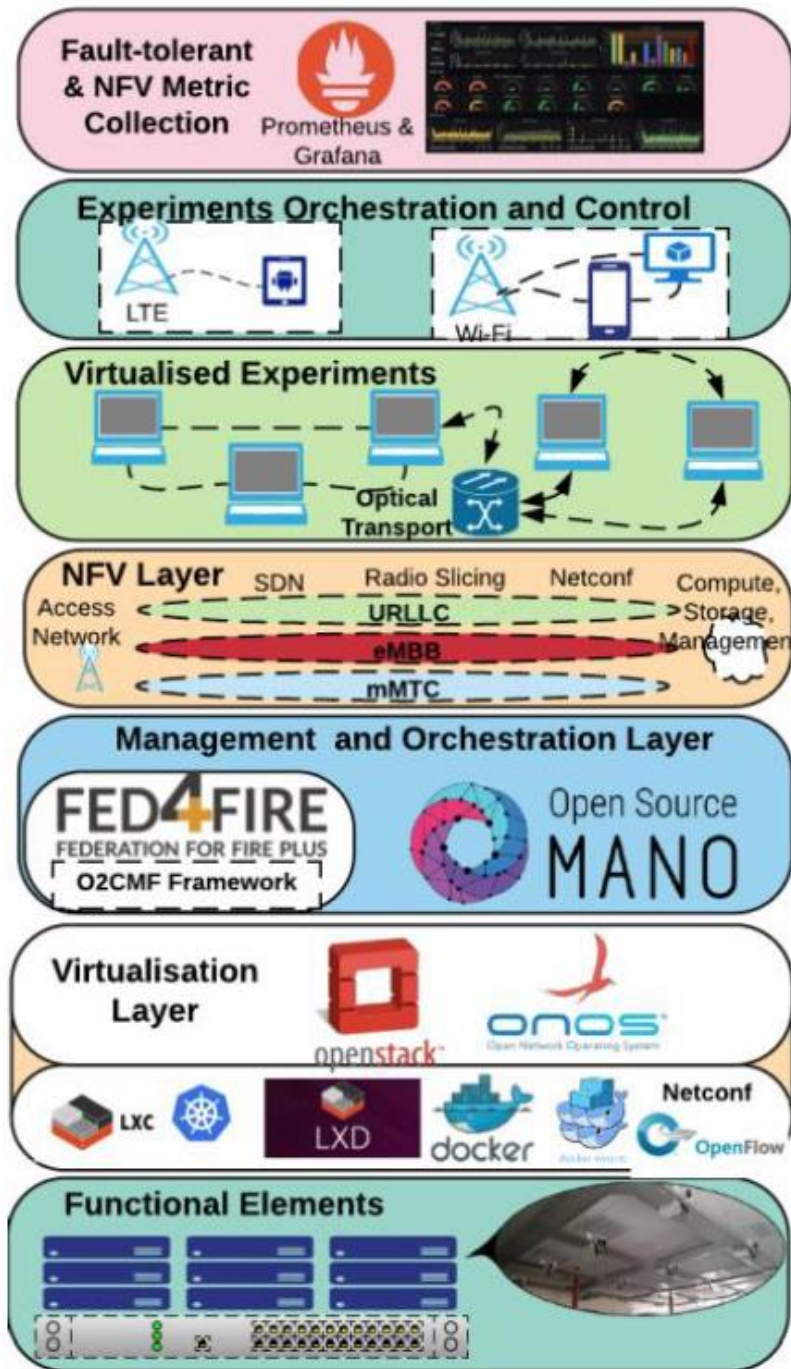 Fault-tolerant
& NFV Metric
Collection
Prometheus &
Grafana
Experiments Orchestration and Control
LTE
Wi-Fi
Virtualised Experiments
Optical
Transport
NFV Layer
SDN
Radio Slicing
Netconf
Compute,
Storage,
Management
Access
Network
URLLC
eMBB
mMTC
Management and Orchestration Layer
FED4FIRE
FEDERATION FOR FIRE PLUS
O2CMF Framework
Open Source
MANO
Virtualisation
Layer
openstack
onos
Open Network Operating System
LXC
LXD
docker
docker swarm
Netconf
OpenFlow
Functional Elements